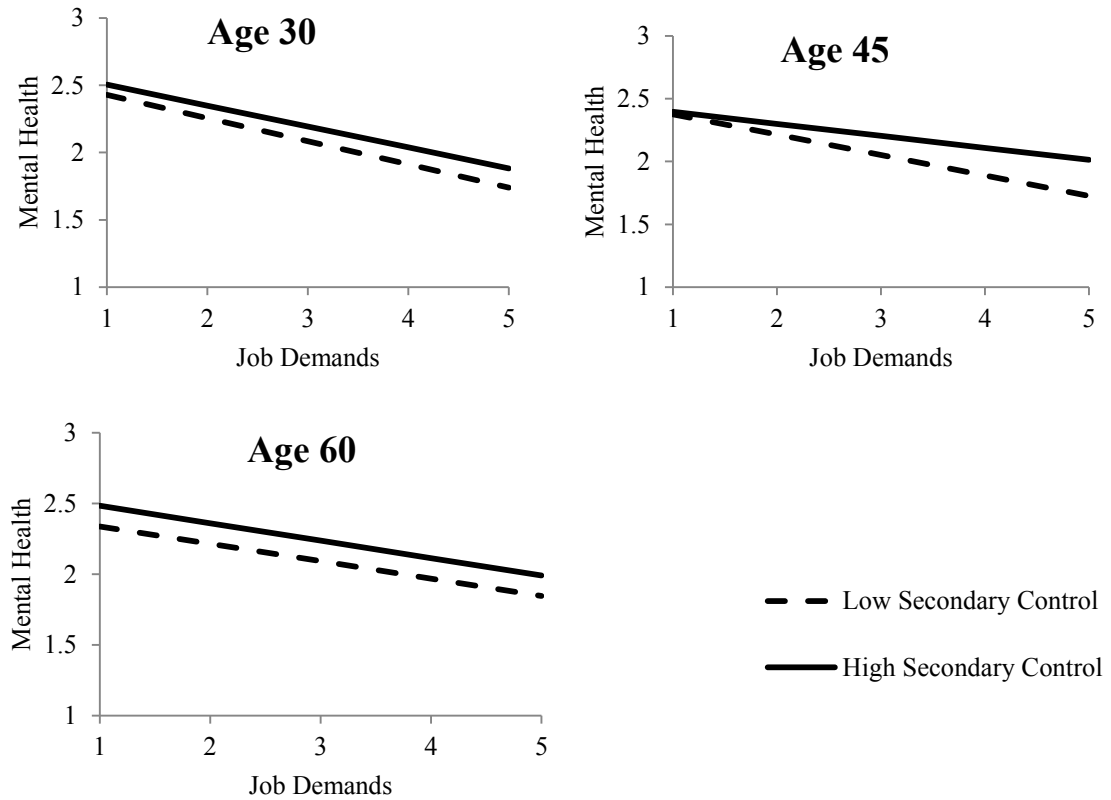 Age 30
3
2.5
2
1.5
1
Mental Health
1 2 3 4 5
Job Demands
Age 45
3
2.5
2
1.5
1
Mental Health
1 2 3 4 5
Job Demands
Age 60
3
2.5
2
1.5
1
Mental Health
1 2 3 4 5
Job Demands
Low Secondary Control
High Secondary Control